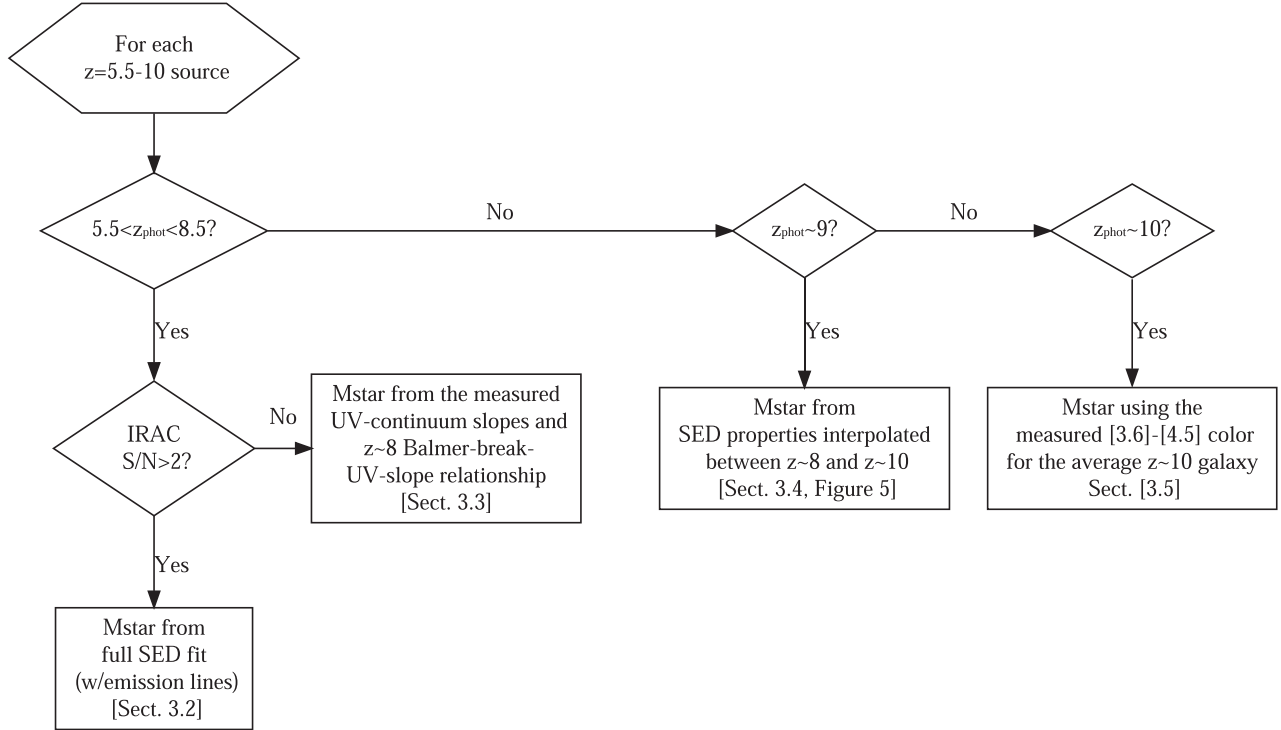 For each
z=5.5-10 source
5.5<zphot<8.5?
No
zphot~9?
No
zphot~10?
Yes
Yes
Yes
IRAC
S/N>2?
No
Mstar from the measured
UV-continuum slopes and
z~8 Balmer-break-
UV-slope relationship
[Sect. 3.3]
Mstar from
SED properties interpolated
between z~8 and z~10
[Sect. 3.4, Figure 5]
Mstar using the
measured [3.6]-[4.5] color
for the average z~10 galaxy
Sect. [3.5]
Yes
Mstar from
full SED fit
(w/emission lines)
[Sect. 3.2]